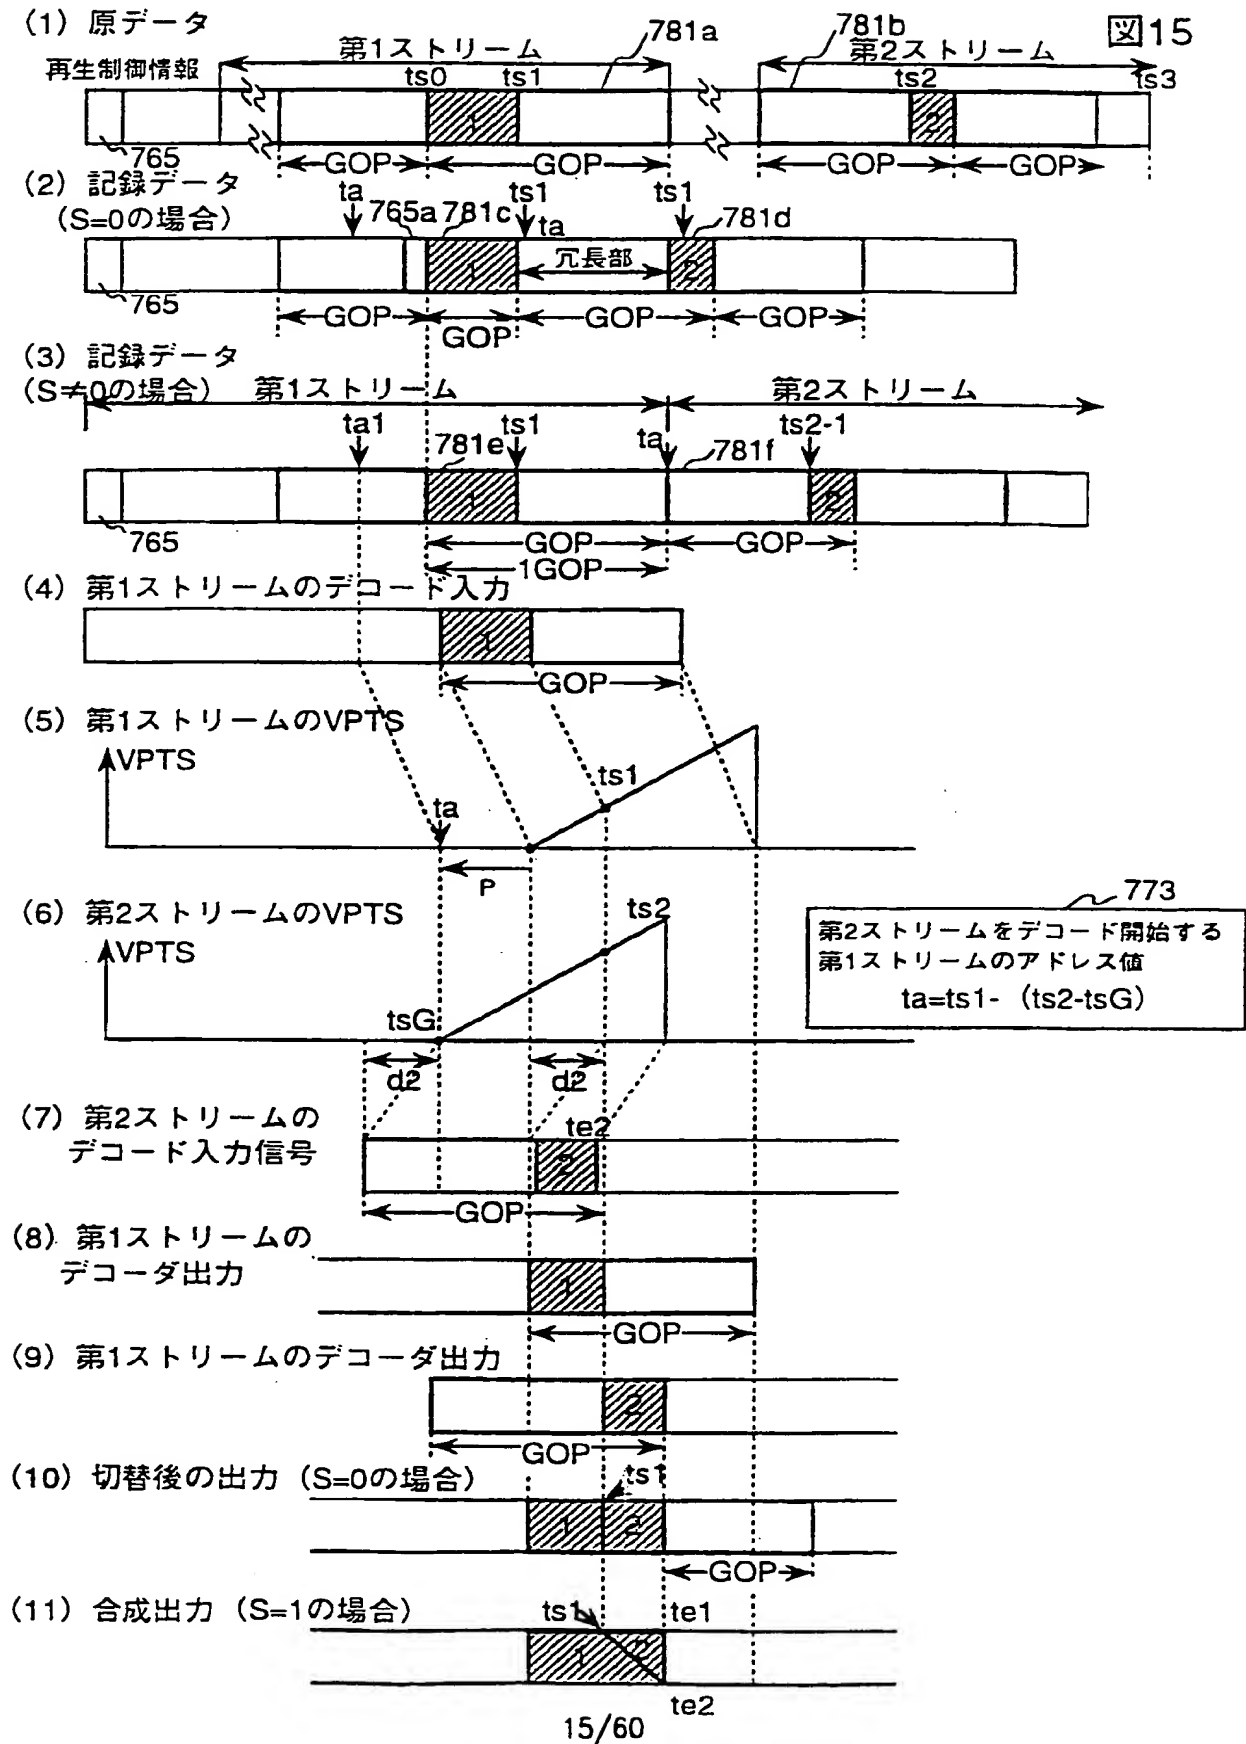 (1) 原データ
図15
第1ストリーム
781a
781b
第2ストリーム
再生制御情報
ts0
ts1
ts2
ts3
1
2
765
GOP
GOP
GOP
GOP
(2) 記録データ
(S=0の場合)
ta
765a
781c
ts1
ta
ts1
781d
1
冗長部
2
765
GOP
GOP
GOP
GOP
(3) 記録データ
(S≠0の場合)
第1ストリーム
第2ストリーム
ta1
781e
ts1
ta
781f
ts2-1
1
2
765
GOP
GOP
1GOP
(4) 第1ストリームのデコード入力
1
GOP
(5) 第1ストリームのVPTS
VPTS
ts1
ta
P
(6) 第2ストリームのVPTS
VPTS
ts2
tsG
773
第2ストリームをデコード開始する
第1ストリームのアドレス値
ta=ts1- (ts2-tsG)
d2
d2
(7) 第2ストリームの
デコード入力信号
te2
2
GOP
(8) 第1ストリームの
デコーダ出力
1
GOP
(9) 第1ストリームのデコーダ出力
2
GOP
(10) 切替後の出力 (S=0の場合)
ts1
1
2
GOP
(11) 合成出力 (S=1の場合)
ts1
te1
1
2
te2
15/60